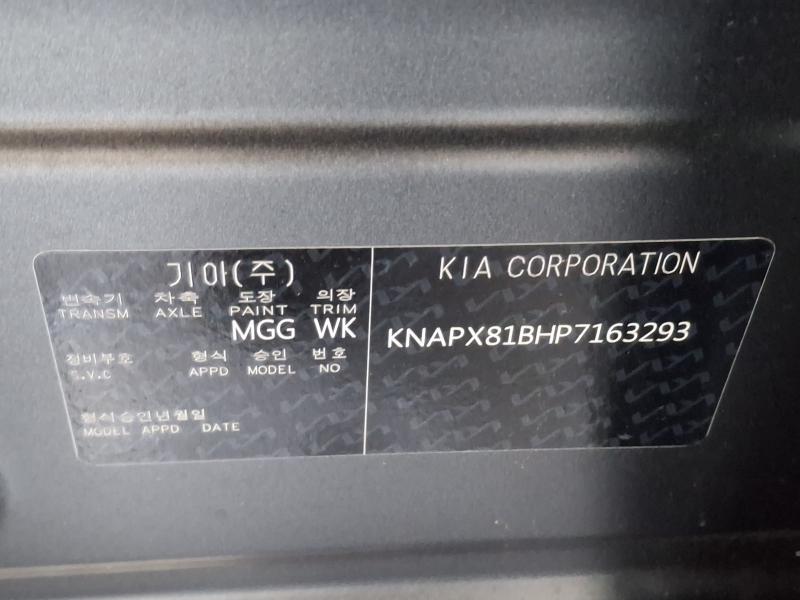 기아(주)
변속기 차축 도장 의장
TRANSM AXLE PAINT TRIM
MGG WK
정비부호 형식 승인 번호
S.V.C APPD MODEL NO
형식승인년월일
MODEL APPD DATE
KIA CORPORATION
KNAPX81BHP7163293